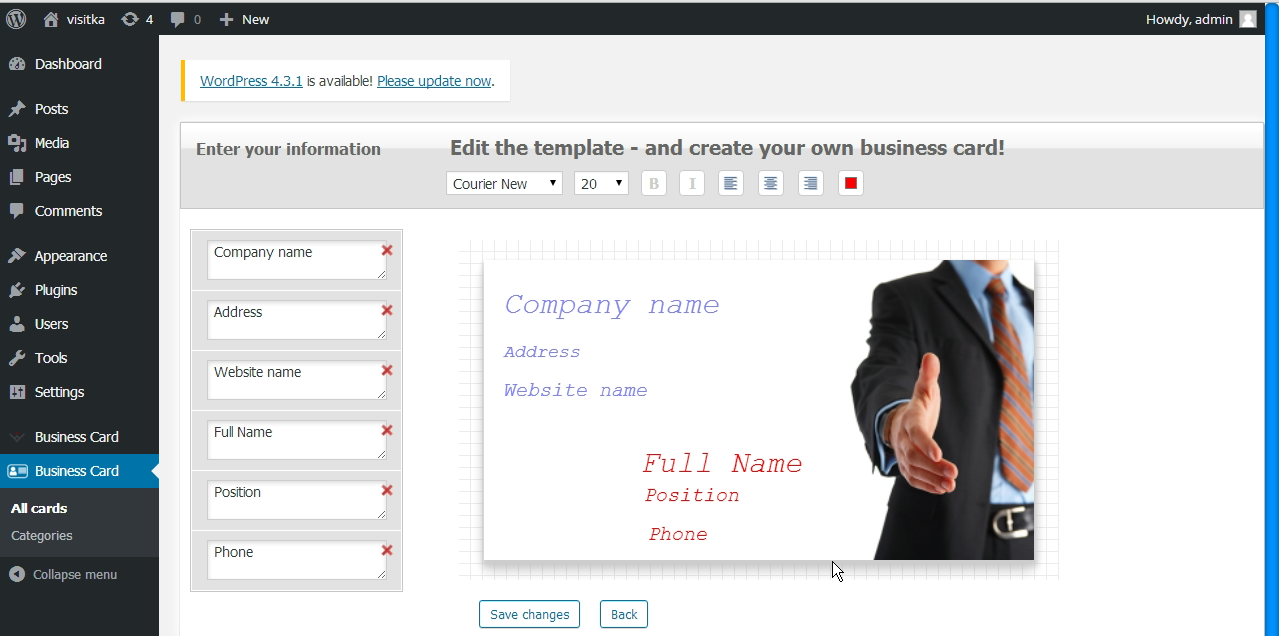 visitka 4 0 New Howdy, admin
Dashboard
Posts
Media
Pages
Comments
Appearance
Plugins
Users
Tools
Settings
Business Card
Business Card
All cards
Categories
Collapse menu
WordPress 4.3.1 is available! Please update now.
Enter your information
Edit the template - and create your own business card!
Courier New 20 B I
Company name
Address
Website name
Full Name
Position
Phone
Company name
Address
Website name
Full Name
Position
Phone
Save changes Back